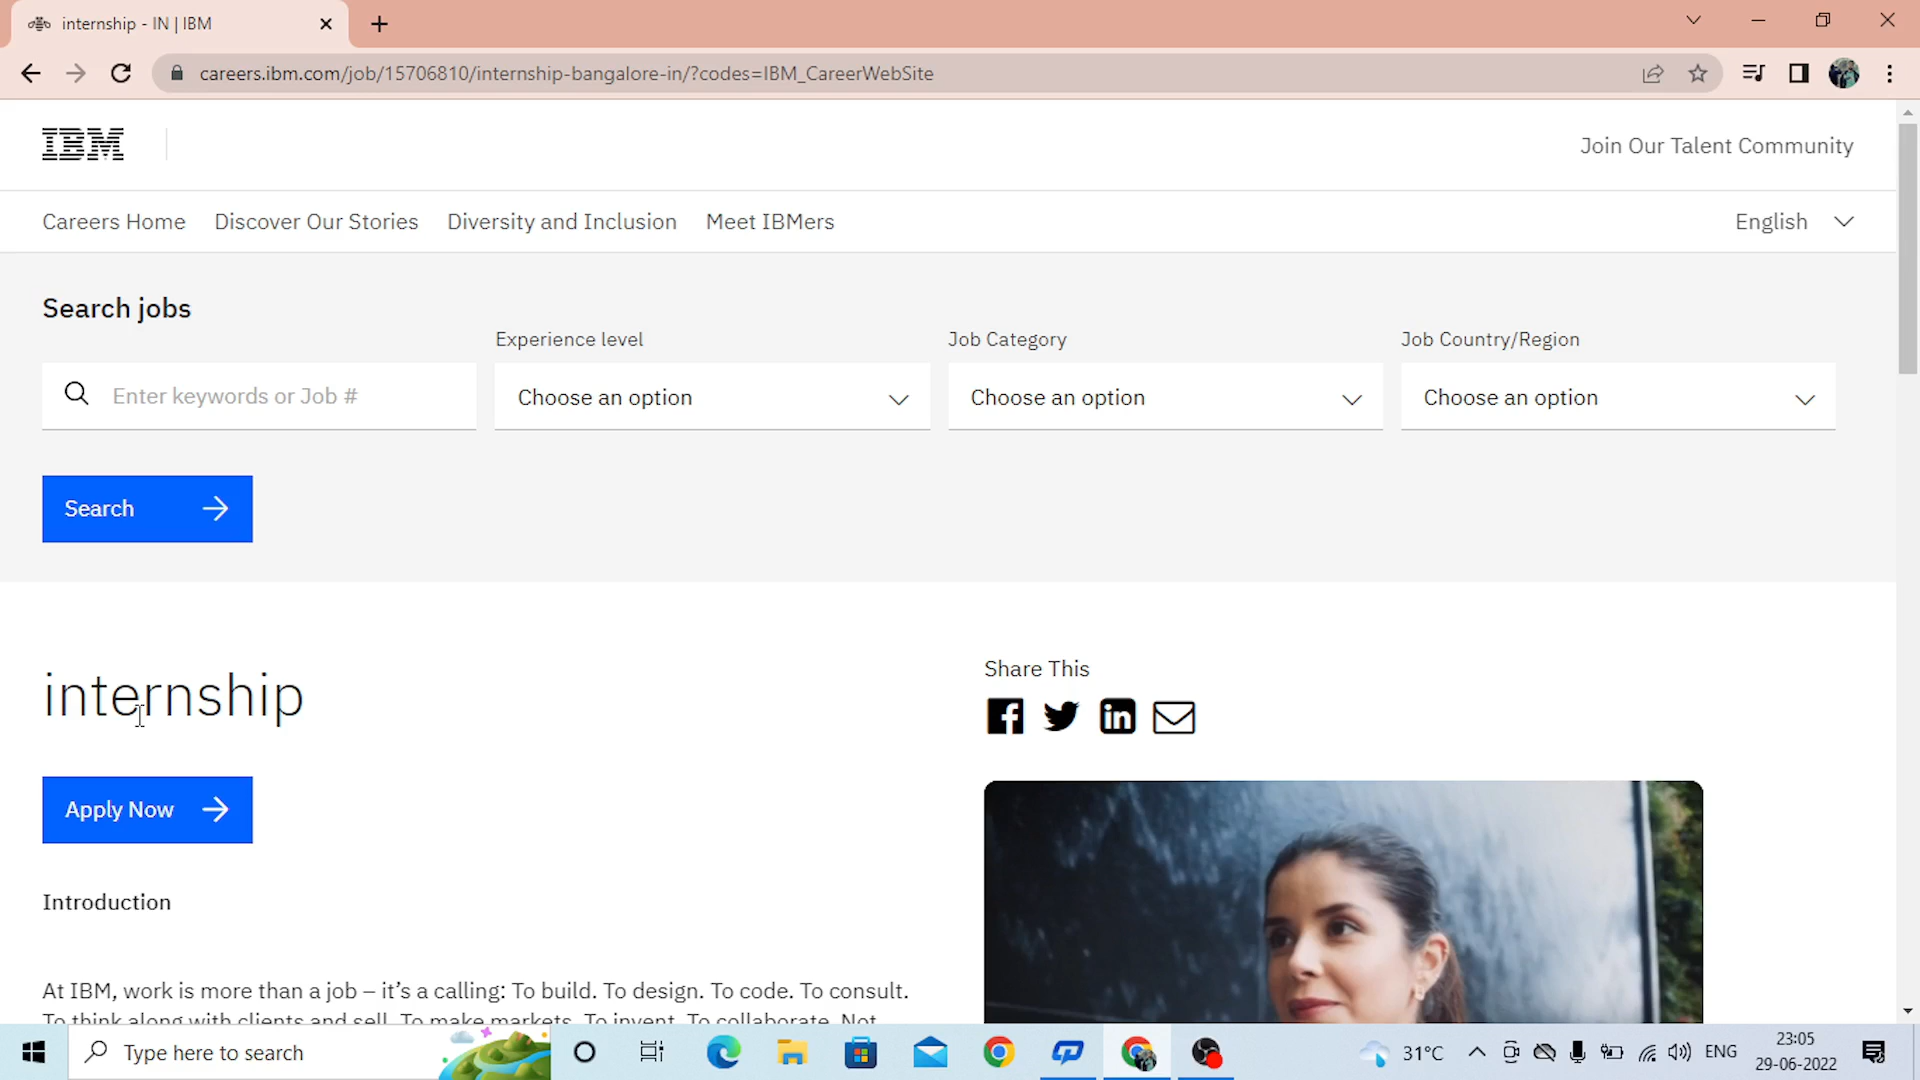 internship - IN | IBM
careers.ibm.com/job/15706810/internship-bangalore-in/?codes=IBM_CareerWebSite
IBM
Join Our Talent Community
Careers Home Discover Our Stories Diversity and Inclusion Meet IBMers English
Search jobs
Experience level Job Category Job Country/Region
Enter keywords or Job # Choose an option Choose an option Choose an option
Search
internship
Share This
Apply Now
Introduction
At IBM, work is more than a job – it's a calling: To build. To design. To code. To consult.
To think along with clients and sell. To make markets. To invent. To collaborate. Not
Type here to search
31°C
ENG
23:05
29-06-2022